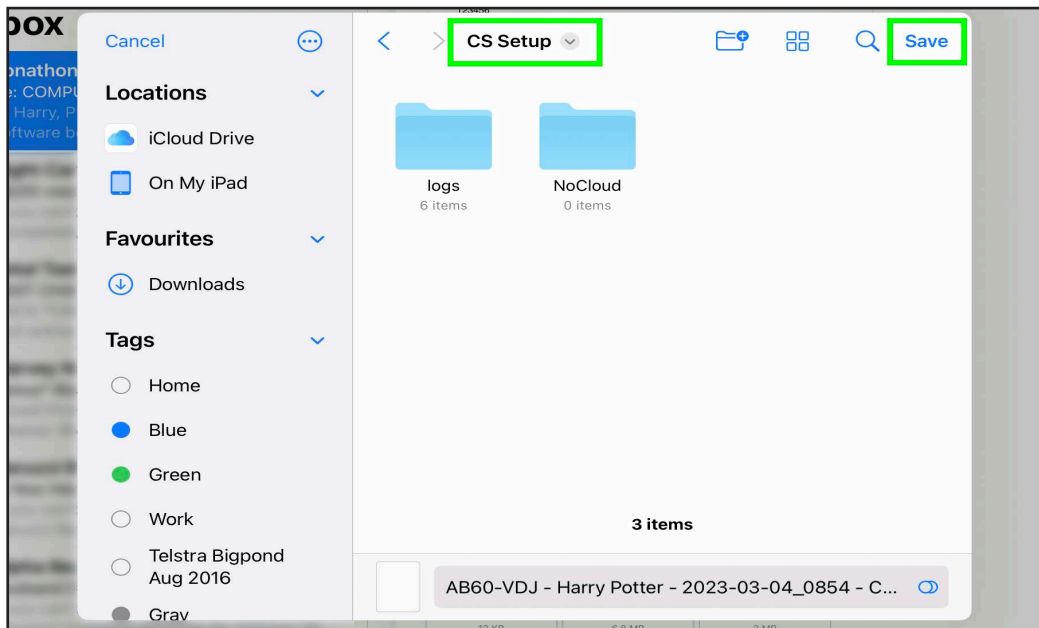 123456
box
onathon
e: COMPU
Harry, P
oftware b
Cancel
CS Setup
Save
Locations
iCloud Drive
On My iPad
logs
6 items
NoCloud
0 items
Favourites
Downloads
Tags
Home
Blue
Green
Work
3 items
Telstra Bigpond
Aug 2016
AB60-VDJ - Harry Potter - 2023-03-04_0854 - C...
Gray